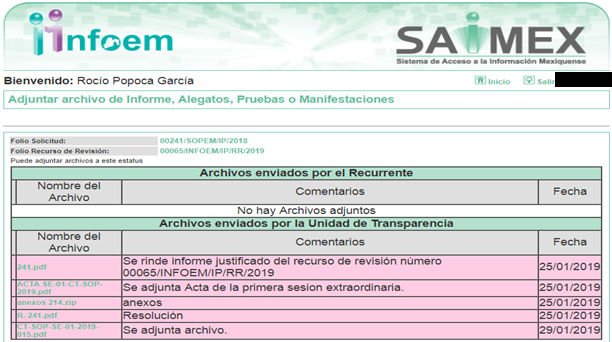 infoem
SAIMEX
Sistema de Acceso a la Información Mexiquense
Bienvenido: Rocío Popoca García
Inicio Salir
Adjuntar archivo de Informe, Alegatos, Pruebas o Manifestaciones
Folio Solicitud: 00241/SOPEM/IP/2018
Folio Recurso de Revisión: 00065/INFOEM/IP/RR/2019
Puede adjuntar archivos a este estatus
Archivos enviados por el Recurrente
Nombre del Archivo Comentarios Fecha
No hay Archivos adjuntos
Archivos enviados por la Unidad de Transparencia
Nombre del Archivo Comentarios Fecha
241.pdf Se rinde informe justificado del recurso de revisión número 00065/INFOEM/IP/RR/2019 25/01/2019
ACTA SE-01-CT-SOP-2019.pdf Se adjunta Acta de la primera sesion extraordinaria. 25/01/2019
anexos 214.zip anexos 25/01/2019
R. 241.pdf Resolución 25/01/2019
CT-SOP-SE-01-2019-015.pdf Se adjunta archivo. 29/01/2019